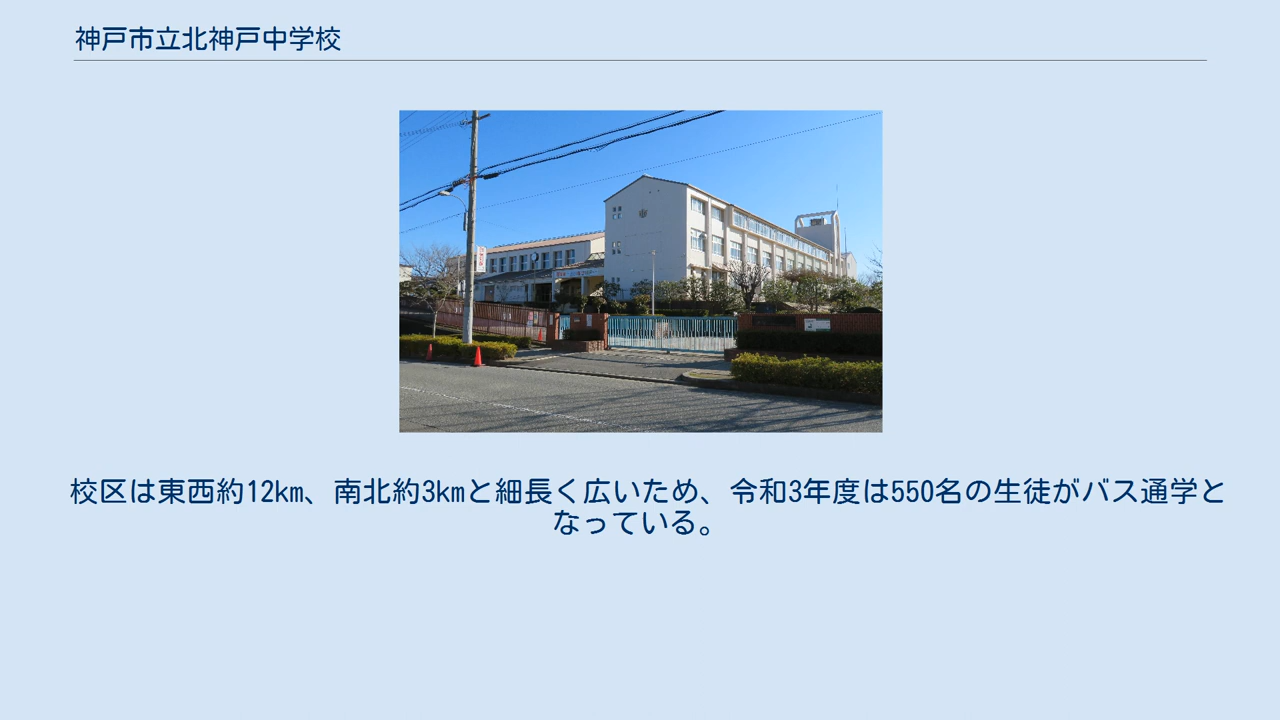 神戸市立北神戸中学校
校区は東西約12km、南北約3kmと細長く広いため、令和3年度は550名の生徒がバス通学と
なっている。